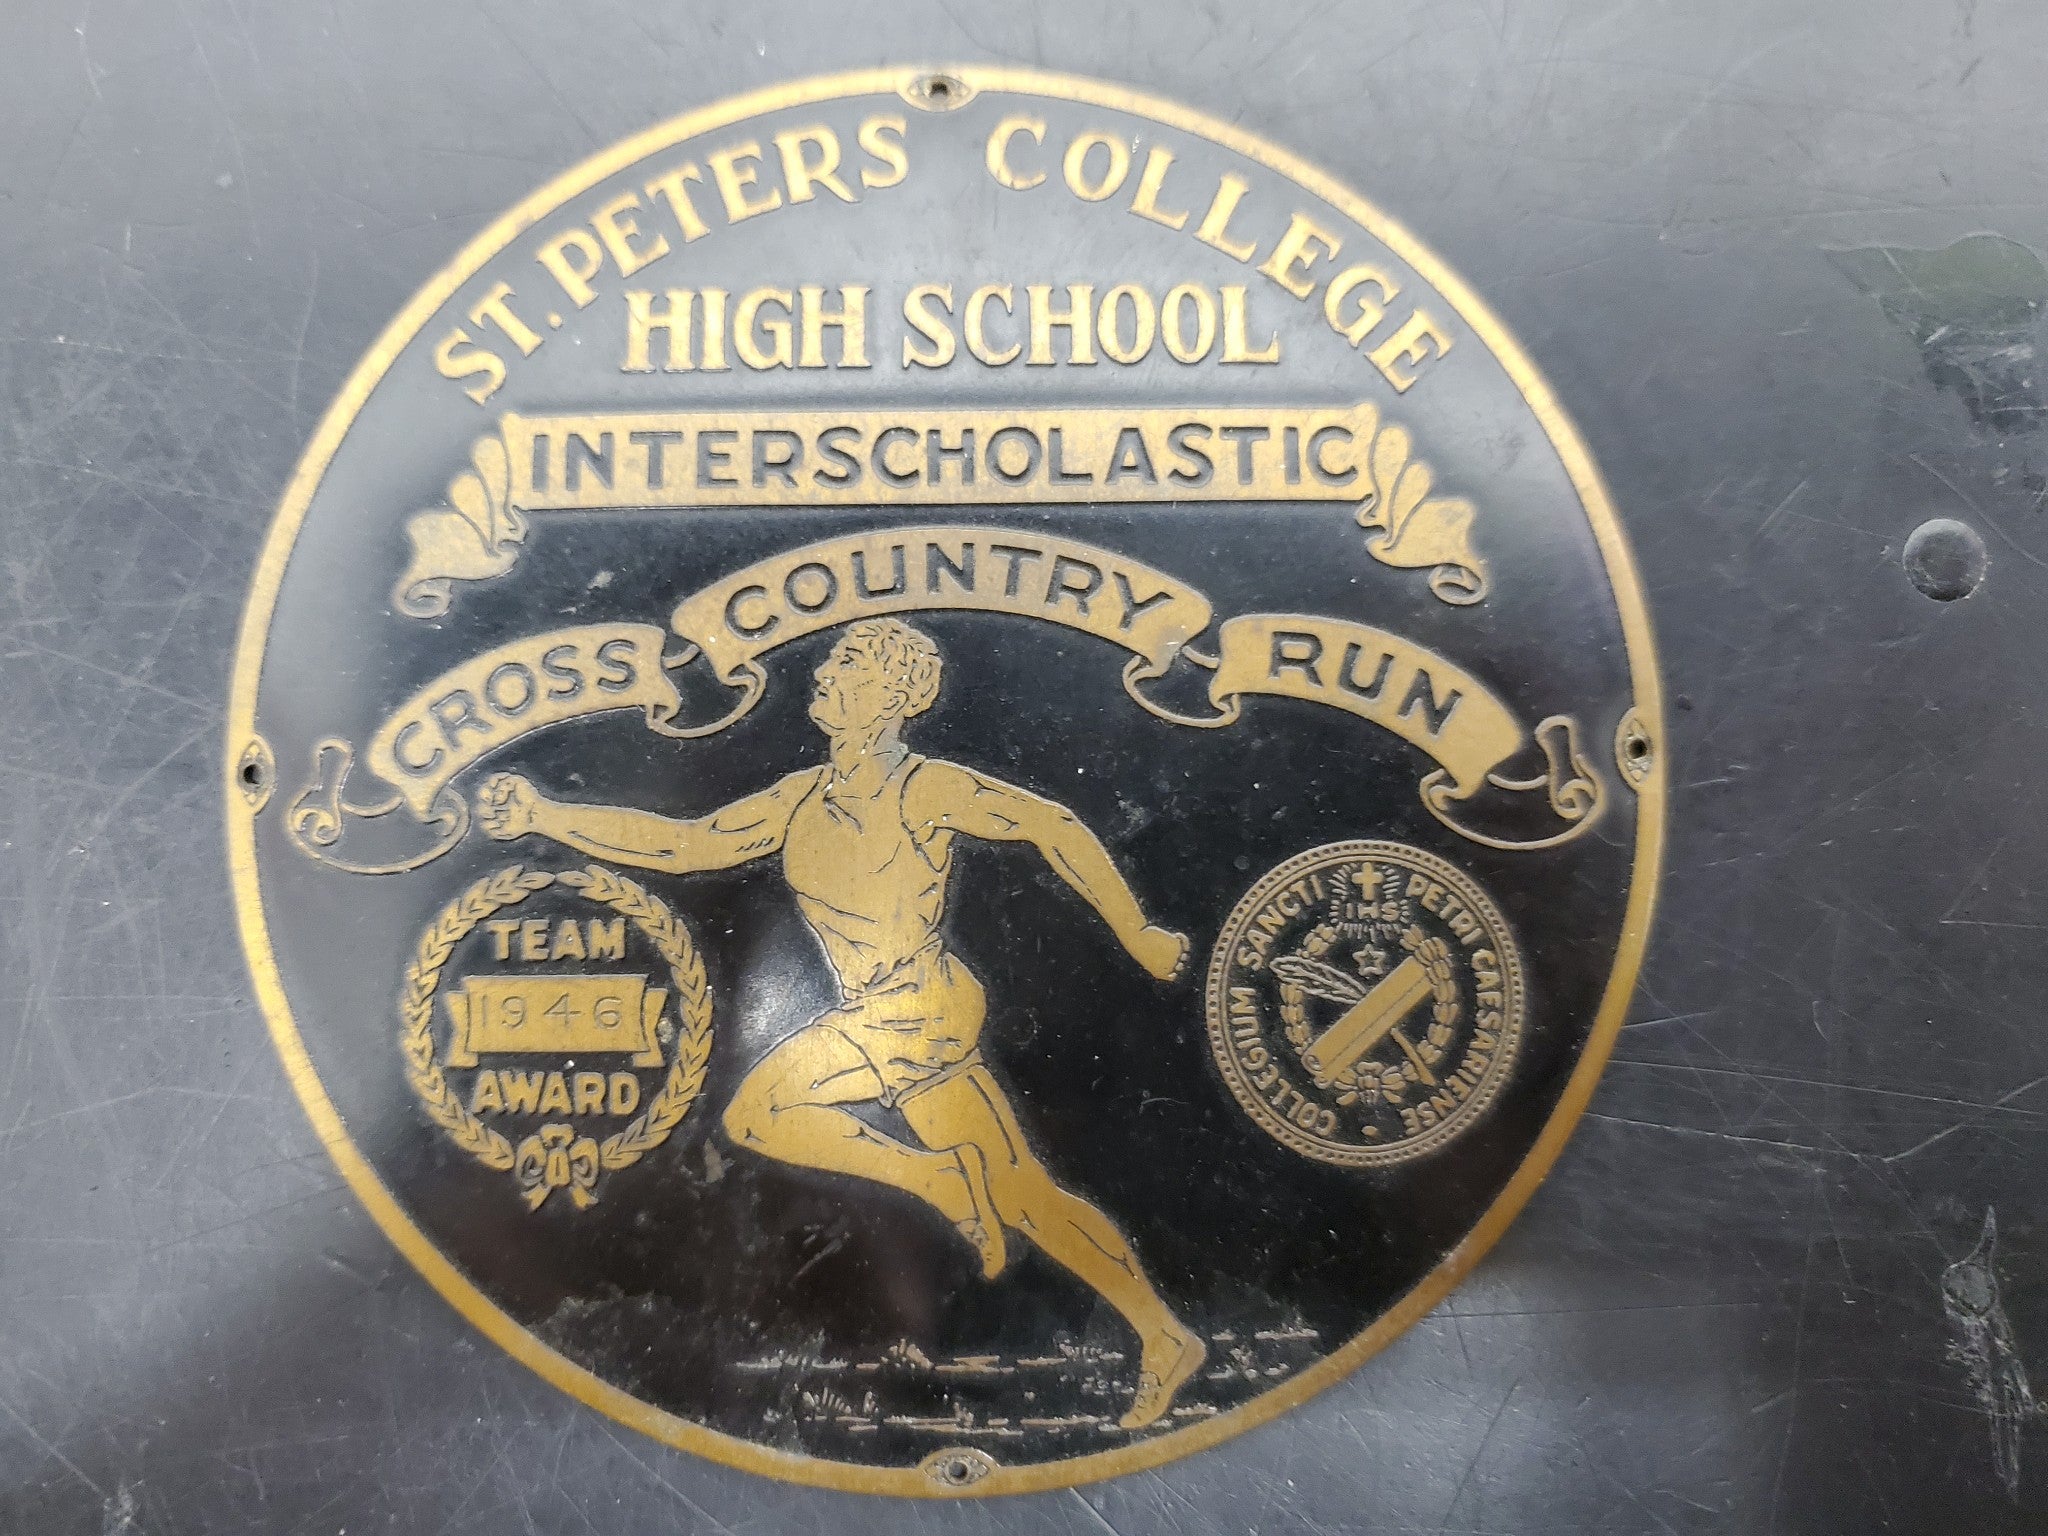 ST. PETERS COLLEGE
HIGH SCHOOL
INTERSCHOLASTIC
CROSS COUNTRY RUN
TEAM
1946
AWARD
COLLEGIUM SANCTI PETRI CAESARIENSE
IHS